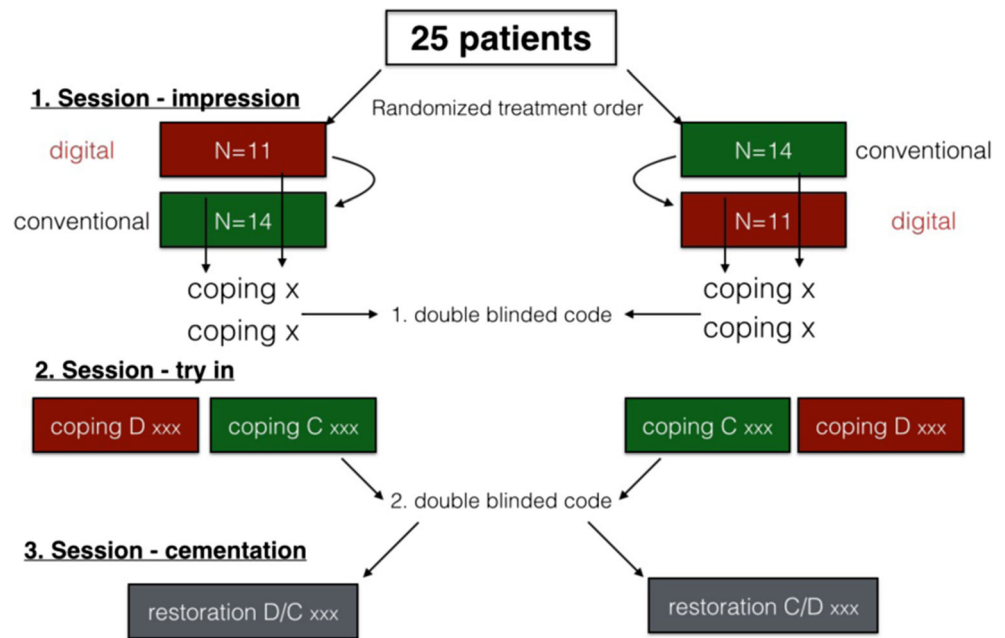 25 patients
1. Session - impression
Randomized treatment order
digital
N=11
N=14
conventional
conventional
N=14
N=11
digital
coping x
coping x
coping x
coping x
1. double blinded code
2. Session - try in
coping D xxx
coping C xxx
coping C xxx
coping D xxx
2. double blinded code
3. Session - cementation
restoration D/C xxx
restoration C/D xxx